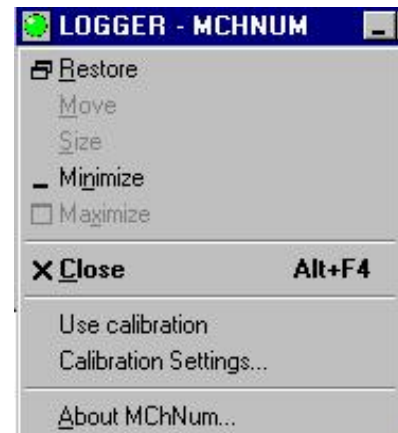 LOGGER - MCHNUM
Restore
Move
Size
Minimize
Maximize
Close Alt+F4
Use calibration
Calibration Settings...
About MChNum...